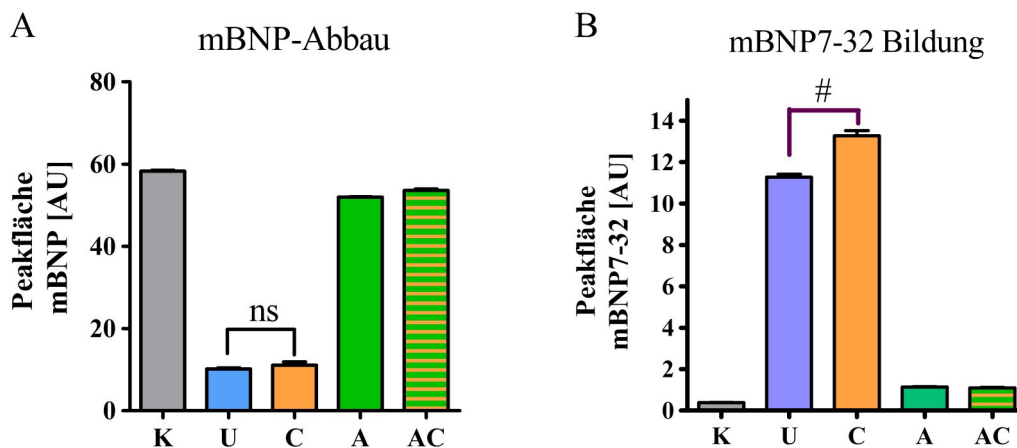 A
mBNP-Abbau
Peakfläche
mBNP [AU]
80
60
40
20
0
ns
K U C A AC
B
mBNP7-32 Bildung
Peakfläche
mBNP7-32 [AU]
14
12
10
8
6
4
2
0
#
K U C A AC